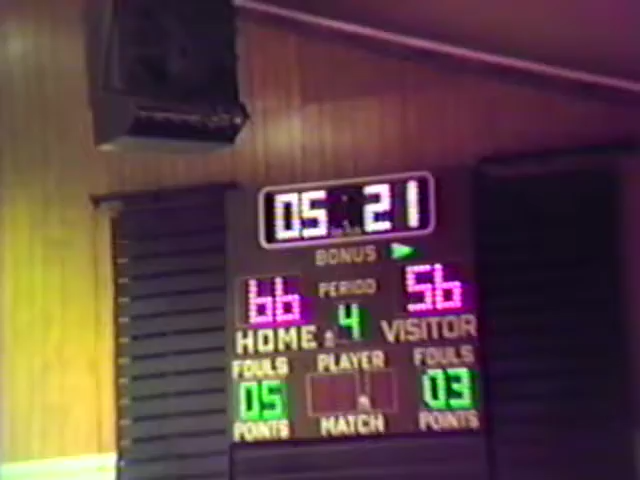 05:21
BONUS
66 PERIOD 56
HOME 4 VISITOR
FOULS PLAYER FOULS
05 03
POINTS MATCH POINTS